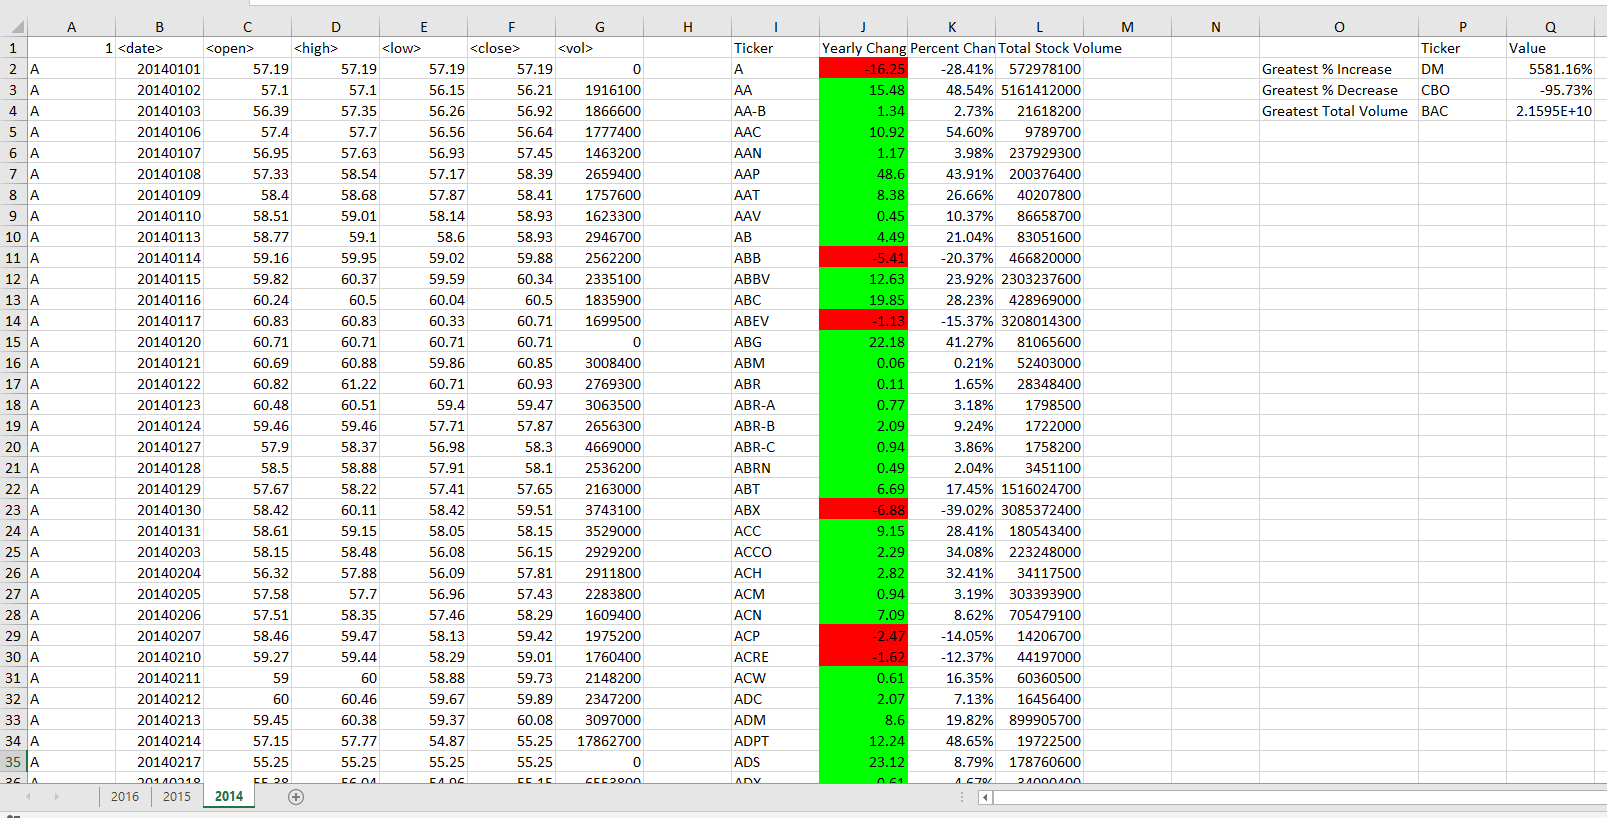 A B C D E F G H I J K L M N O P Q
1 1 <date> <open> <high> <low> <close> <vol> Ticker Yearly Chang Percent Chan Total Stock Volume Ticker Value
2 A 20140101 57.19 57.19 57.19 57.19 0 A -16.25 -28.41% 572978100 Greatest % Increase DM 5581.16%
3 A 20140102 57.1 57.1 56.15 56.21 1916100 AA 15.48 48.54% 5161412000 Greatest % Decrease CBO -95.73%
4 A 20140103 56.39 57.35 56.26 56.92 1866600 AA-B 1.34 2.73% 21618200 Greatest Total Volume BAC 2.1595E+10
5 A 20140106 57.4 57.7 56.56 56.64 1777400 AAC 10.92 54.60% 9789700
6 A 20140107 56.95 57.63 56.93 57.45 1463200 AAN 1.17 3.98% 237929300
7 A 20140108 57.33 58.54 57.17 58.39 2659400 AAP 48.6 43.91% 200376400
8 A 20140109 58.4 58.68 57.87 58.41 1757600 AAT 8.38 26.66% 40207800
9 A 20140110 58.51 59.01 58.14 58.93 1623300 AAV 0.45 10.37% 86658700
10 A 20140113 58.77 59.1 58.6 58.93 2946700 AB 4.49 21.04% 83051600
11 A 20140114 59.16 59.95 59.02 59.88 2562200 ABB -5.41 -20.37% 466820000
12 A 20140115 59.82 60.37 59.59 60.34 2335100 ABBV 12.63 23.92% 2303237600
13 A 20140116 60.24 60.5 60.04 60.5 1835900 ABC 19.85 28.23% 428969000
14 A 20140117 60.83 60.83 60.33 60.71 1699500 ABEV -1.13 -15.37% 3208014300
15 A 20140120 60.71 60.71 60.71 60.71 0 ABG 22.18 41.27% 81065600
16 A 20140121 60.69 60.88 59.86 60.85 3008400 ABM 0.06 0.21% 52403000
17 A 20140122 60.82 61.22 60.71 60.93 2769300 ABR 0.11 1.65% 28348400
18 A 20140123 60.48 60.51 59.4 59.47 3063500 ABR-A 0.77 3.18% 1798500
19 A 20140124 59.46 59.46 57.71 57.87 2656300 ABR-B 2.09 9.24% 1722000
20 A 20140127 57.9 58.37 56.98 58.3 4669000 ABR-C 0.94 3.86% 1758200
21 A 20140128 58.5 58.88 57.91 58.1 2536200 ABRN 0.49 2.04% 3451100
22 A 20140129 57.67 58.22 57.41 57.65 2163000 ABT 6.69 17.45% 1516024700
23 A 20140130 58.42 60.11 58.42 59.51 3743100 ABX -6.88 -39.02% 3085372400
24 A 20140131 58.61 59.15 58.05 58.15 3529000 ACC 9.15 28.41% 180543400
25 A 20140203 58.15 58.48 56.08 56.15 2929200 ACCO 2.29 34.08% 223248000
26 A 20140204 56.32 57.88 56.09 57.81 2911800 ACH 2.82 32.41% 34117500
27 A 20140205 57.58 57.7 56.96 57.43 2283800 ACM 0.94 3.19% 303393900
28 A 20140206 57.51 58.35 57.46 58.29 1609400 ACN 7.09 8.62% 705479100
29 A 20140207 58.46 59.47 58.13 59.42 1975200 ACP -2.47 -14.05% 14206700
30 A 20140210 59.27 59.44 58.29 59.01 1760400 ACRE -1.62 -12.37% 44197000
31 A 20140211 59 60 58.88 59.73 2148200 ACW 0.61 16.35% 60360500
32 A 20140212 60 60.46 59.67 59.89 2347200 ADC 2.07 7.13% 16456400
33 A 20140213 59.45 60.38 59.37 60.08 3097000 ADM 8.6 19.82% 899905700
34 A 20140214 57.15 57.77 54.87 55.25 17862700 ADPT 12.24 48.65% 19722500
35 A 20140217 55.25 55.25 55.25 55.25 0 ADS 23.12 8.79% 178760600
36 A 20140218 55.38 56.04 54.96 55.15 6553800 ADX 0.61 4.67% 34090400
2016 2015 2014